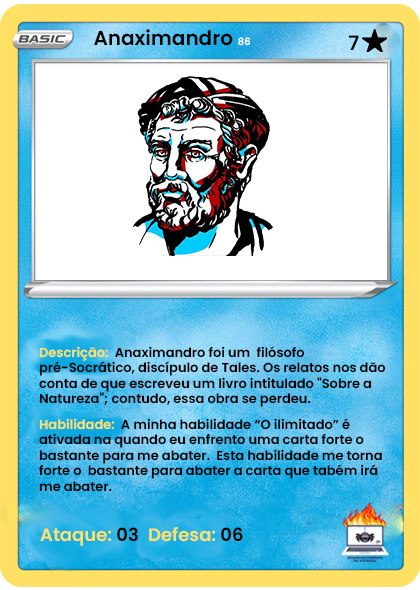 BASIC Anaximandro 86 7
Descrição: Anaximandro foi um filósofo
pré-Socrático, discípulo de Tales. Os relatos nos dão
conta de que escreveu um livro intitulado "Sobre a
Natureza"; contudo, essa obra se perdeu.
Habilidade: A minha habilidade “O ilimitado” é
ativada na quando eu enfrento uma carta forte o
bastante para me abater. Esta habilidade me torna
forte o bastante para abater a carta que tabém irá
me abater.
Ataque: 03 Defesa: 06